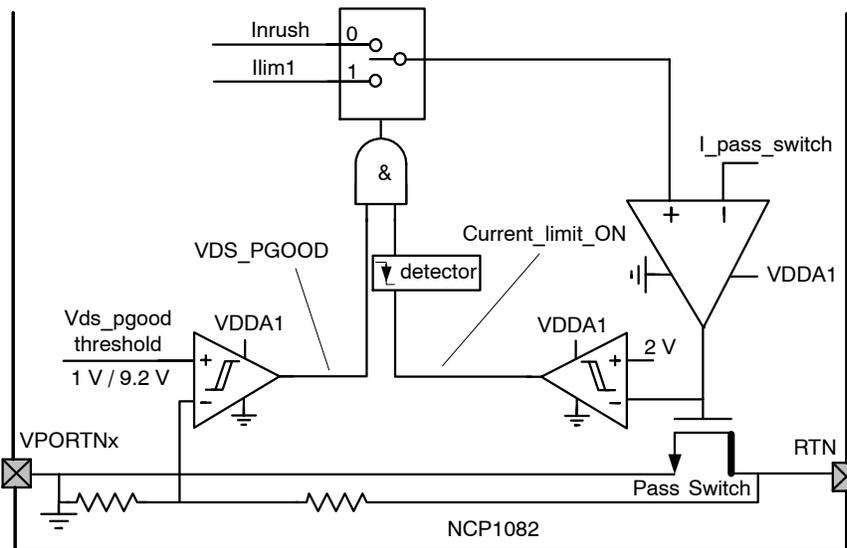 Inrush
0
Ilim1
1
&
I_pass_switch
+
–
VDS_PGOOD
Current_limit_ON
detector
VDDA1
Vds_pgood
threshold
1 V / 9.2 V
VDDA1
+
–
VDDA1
2 V
+
–
VPORTNx
RTN
Pass Switch
NCP1082